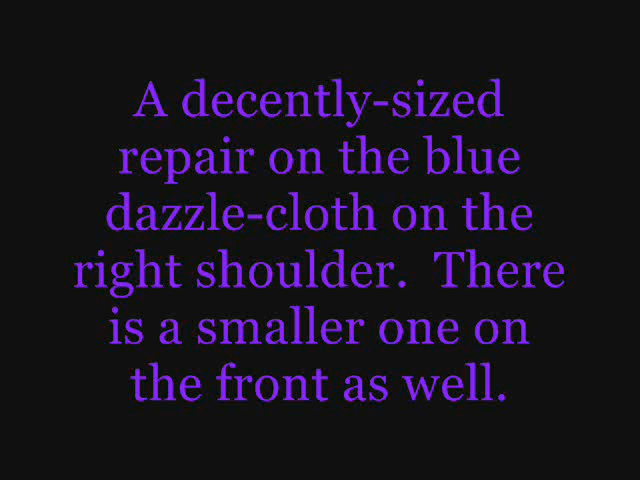 A decently-sized
repair on the blue
dazzle-cloth on the
right shoulder.  There
is a smaller one on
the front as well.